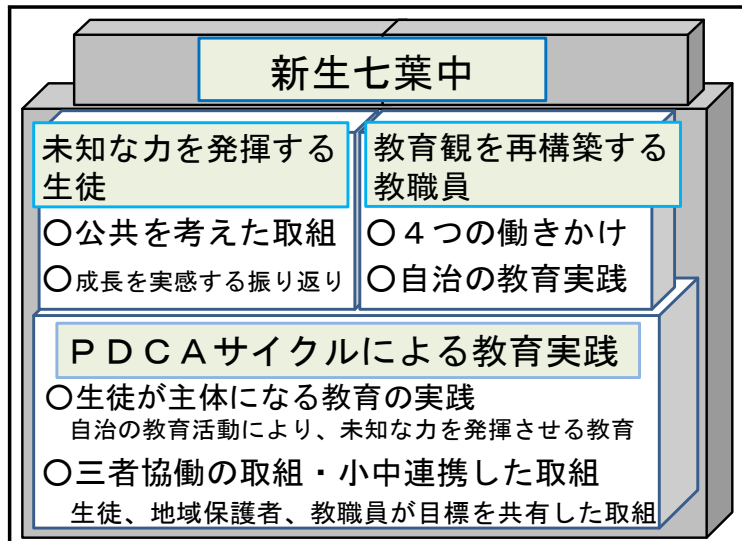 新生七葉中
未知な力を発揮する
生徒
〇公共を考えた取組
〇成長を実感する振り返り
教育観を再構築する
教職員
〇４つの働きかけ
〇自治の教育実践
ＰＤＣＡサイクルによる教育実践
〇生徒が主体になる教育の実践
自治の教育活動により、未知な力を発揮させる教育
〇三者協働の取組・小中連携した取組
生徒、地域保護者、教職員が目標を共有した取組